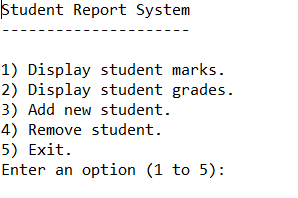 Student Report System
---------------------
1) Display student marks.
2) Display student grades.
3) Add new student.
4) Remove student.
5) Exit.
Enter an option (1 to 5):